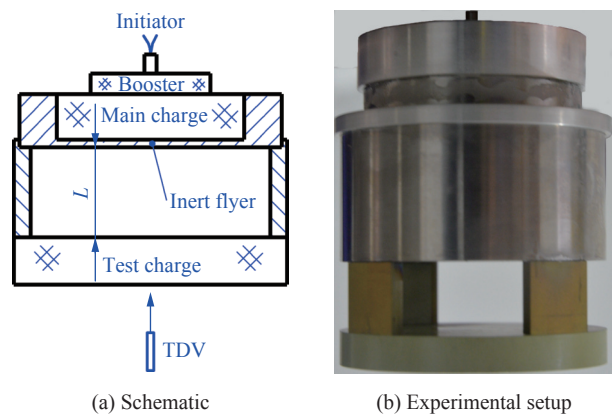 Initiator
Booster
Main charge
L
Inert flyer
Test charge
TDV
(a) Schematic
(b) Experimental setup